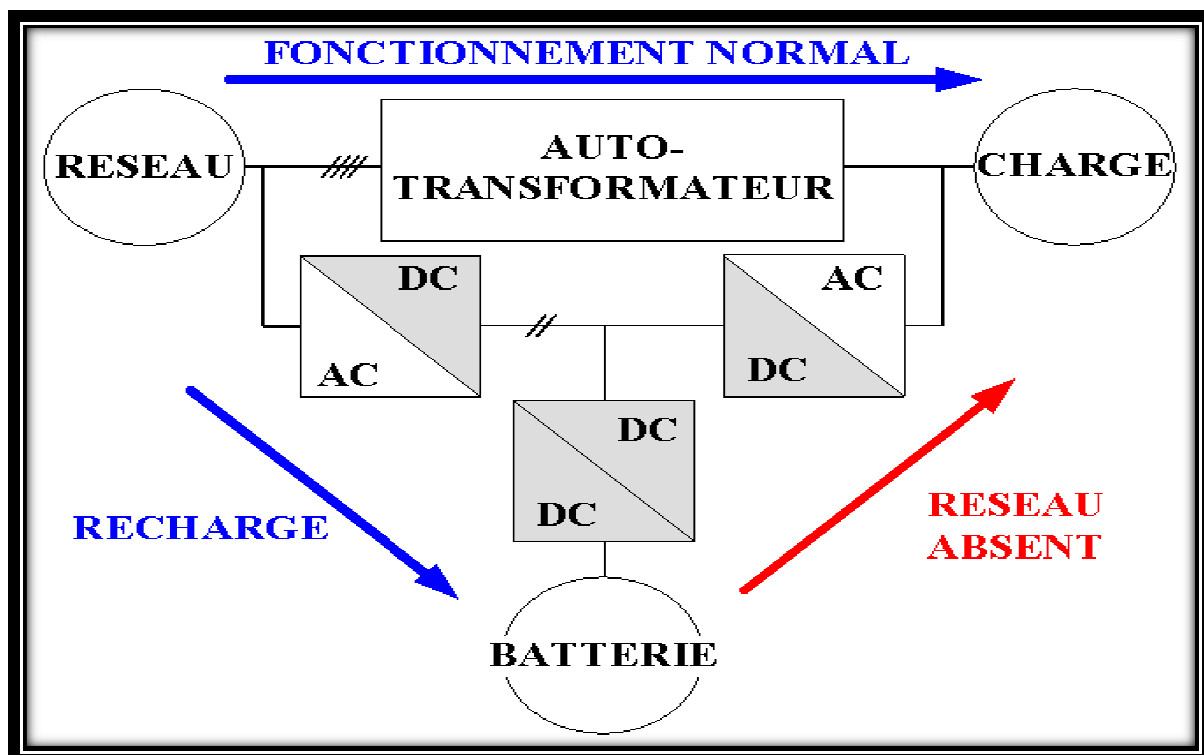 FONCTIONNEMENT NORMAL
RESEAU
AUTO-
TRANSFORMATEUR
CHARGE
DC
AC
AC
DC
DC
DC
RECHARGE
RESEAU
ABSENT
BATTERIE